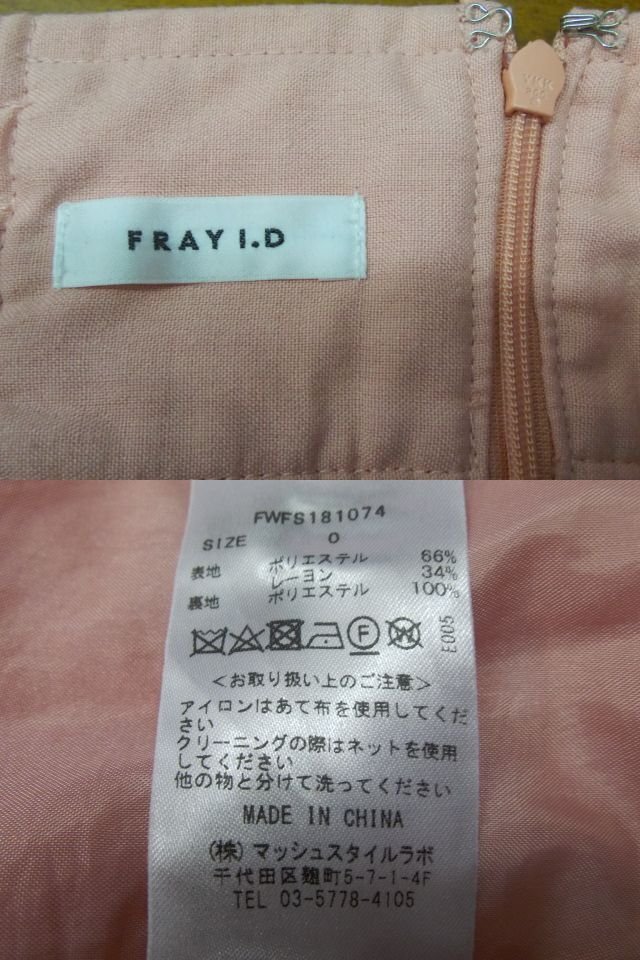 YKK
FRAY I.D
FWFS181074
SIZE 0
表地 ポリエステル 66%
レーヨン 34%
裏地 ポリエステル 100%
F
W
E005
<お取り扱い上のご注意>
アイロンはあて布を使用してくだ
さい
クリーニングの際はネットを使用
してください
他の物と分けて洗ってください
MADE IN CHINA
(株) マッシュスタイルラボ
千代田区麹町5-7-1-4F
TEL 03-5778-4105